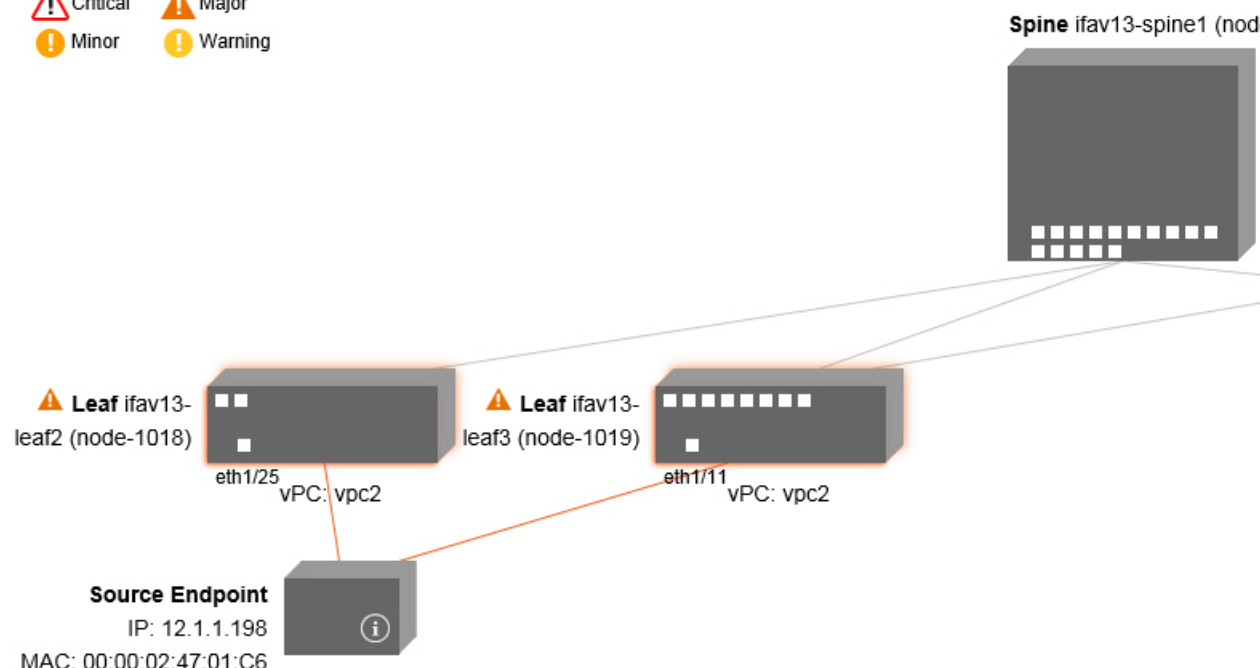 Critical Major
Minor Warning
Spine ifav13-spine1 (nod
Leaf ifav13-
leaf2 (node-1018)
eth1/25
vPC: vpc2
Leaf ifav13-
leaf3 (node-1019)
eth1/11
vPC: vpc2
Source Endpoint
IP: 12.1.1.198
MAC: 00:00:02:47:01:C6